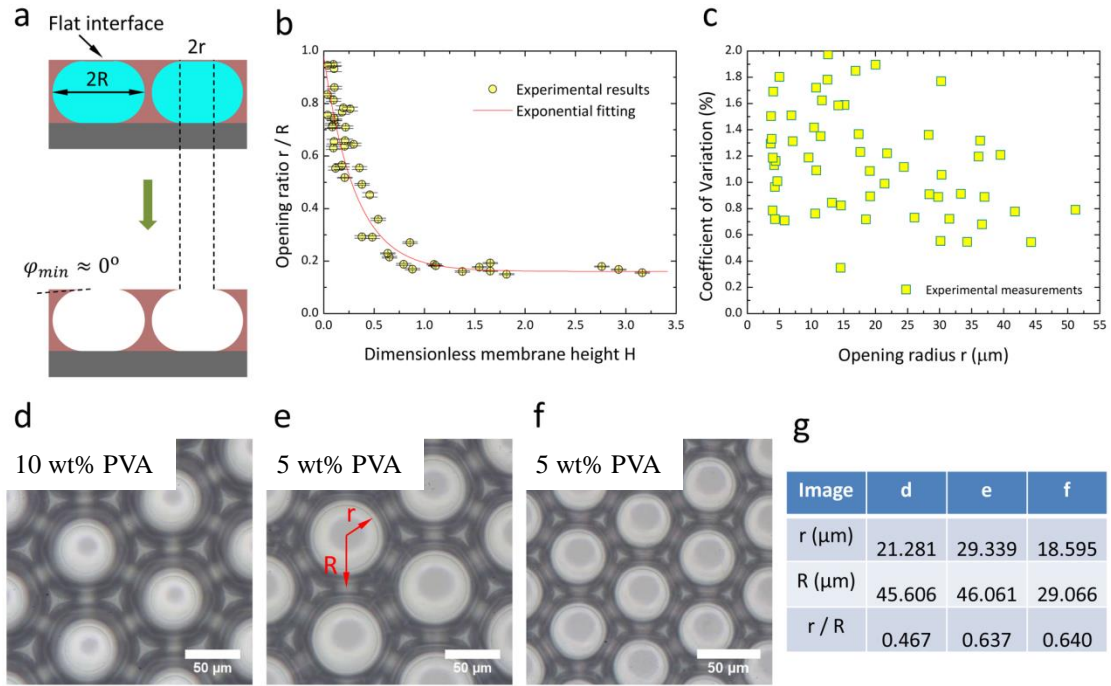 a
Flat interface
2r
2R
φmin ≈ 0°
b
1.0
0.8
0.6
0.4
0.2
0.0
Opening ratio r / R
Experimental results
Exponential fitting
0.0 0.5 1.0 1.5 2.0 2.5 3.0 3.5
Dimensionless membrane height H
c
2.0
1.8
1.6
1.4
1.2
1.0
0.8
0.6
0.4
0.2
0.0
Coefficient of Variation (%)
Experimental measurements
0 5 10 15 20 25 30 35 40 45 50 55
Opening radius r (μm)
d
10 wt% PVA
50 μm
e
5 wt% PVA
r
R
50 μm
f
5 wt% PVA
50 μm
g
Image d e f
r (μm) 21.281 29.339 18.595
R (μm) 45.606 46.061 29.066
r / R 0.467 0.637 0.640